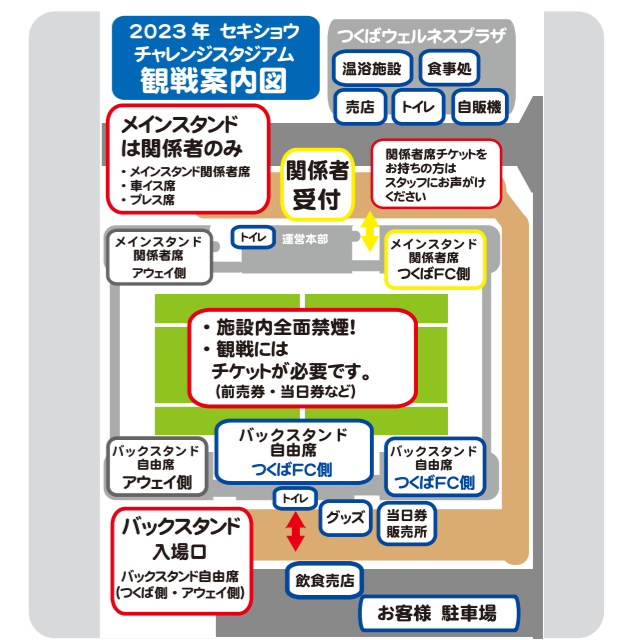 2023年 セキショウ
チャレンジスタジアム
観戦案内図
つくばウェルネスプラザ
温浴施設
食事処
売店
トイレ
自販機
メインスタンド
は関係者のみ
・メインスタンド関係者席
・車イス席
・プレス席
関係者
受付
関係者席チケットを
お持ちの方は
スタッフにお声がけ
ください
メインスタンド
関係者席
アウェイ側
トイレ
運営本部
メインスタンド
関係者席
つくばFC側
・施設内全面禁煙!
・観戦には
チケットが必要です。
(前売券・当日券など)
バックスタンド
自由席
アウェイ側
バックスタンド
自由席
つくばFC側
バックスタンド
自由席
つくばFC側
トイレ
グッズ
当日券
販売所
バックスタンド
入場口
バックスタンド自由席
(つくば側・アウェイ側)
飲食売店
お客様 駐車場